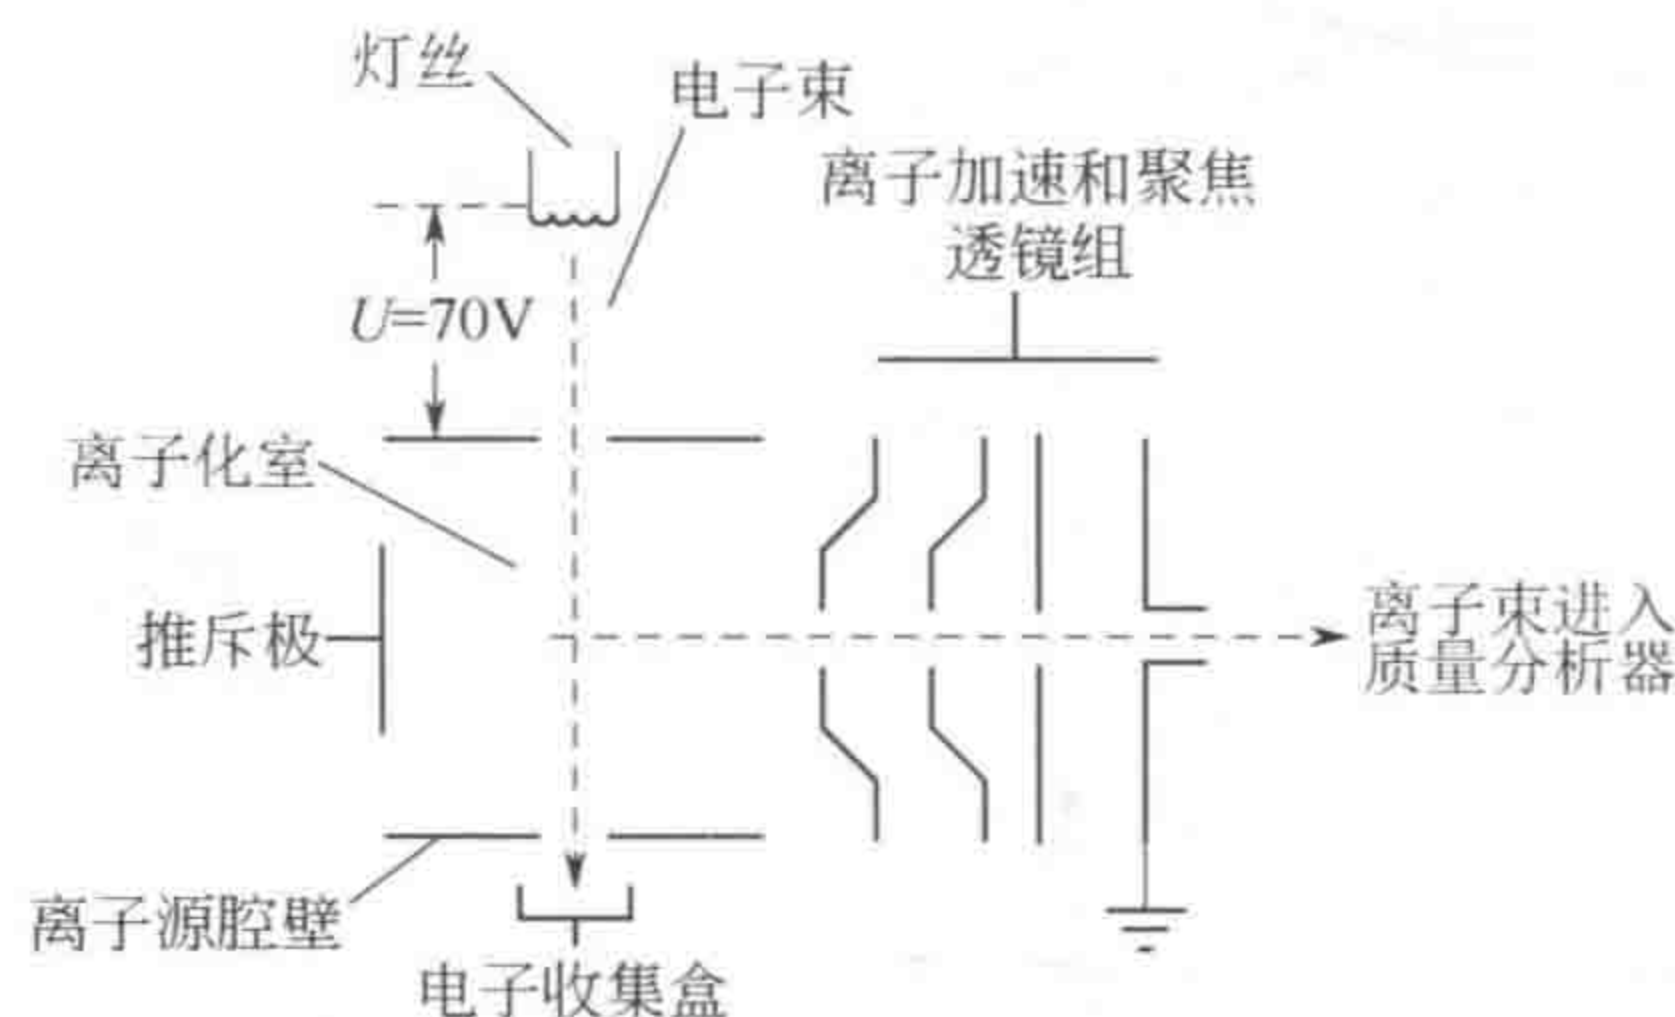 灯丝
电子束
离子加速和聚焦
透镜组
U=70V
离子化室
推斥极
离子束进入
质量分析器
离子源腔壁
电子收集盒